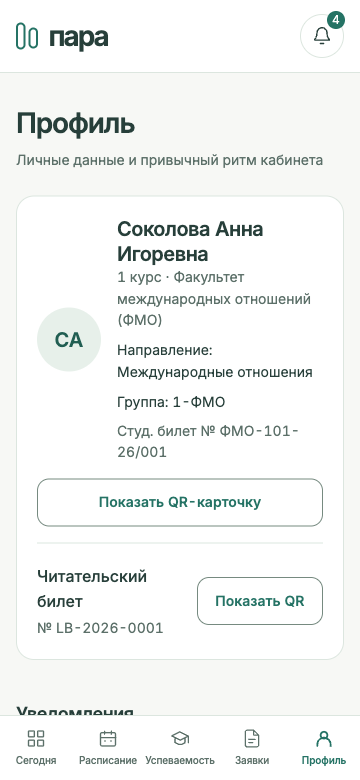 пара
4
Профиль
Личные данные и привычный ритм кабинета
СА
Соколова Анна
Игоревна
1 курс · Факультет
международных отношений
(ФМО)
Направление:
Международные отношения
Группа: 1-ФМО
Студ. билет № ФМО-101-
26/001
Показать QR-карточку
Читательский
билет
№ LB-2026-0001
Показать QR
Уведомления
Сегодня
Расписание
Успеваемость
Заявки
Профиль